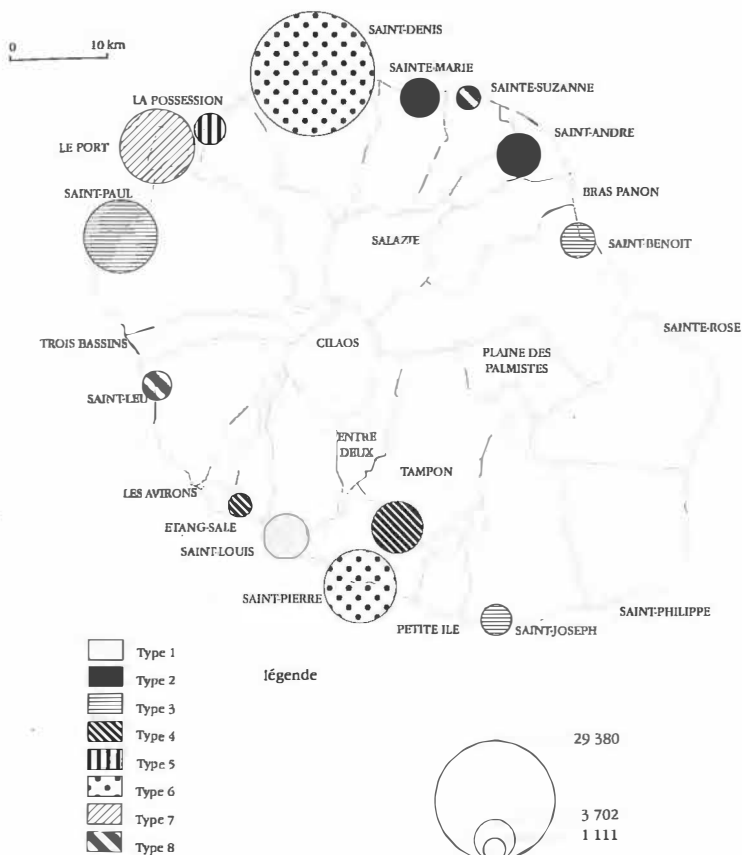 SAINT-DENIS
0 10 km
SAINTE-MARIE
SAINTE-SUZANNE
LA POSSESSION
SAINT-ANDRE
LE PORT
SAINT-PAUL
BRAS PANON
SALAZIE
SAINT-BENOIT
SAINTE-ROSE
TROIS BASSINS
CILAOS
PLAINE DES
PALMISTES
SAINT-LEU
ENTRE
DEUX
TAMPON
LES AVIRONS
ETANG-SALE
SAINT-LOUIS
SAINT-PIERRE
SAINT-PHILIPPE
PETITE ILE
SAINT-JOSEPH
légende
Type 1
Type 2
Type 3
Type 4
Type 5
Type 6
Type 7
Type 8
29 380
3 702
1 111